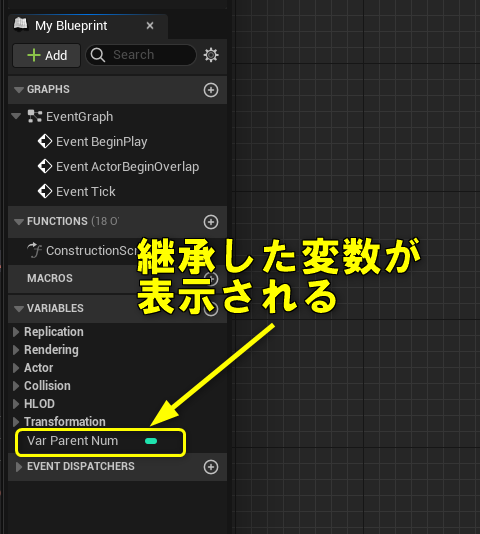 My Blueprint
Add
Search
GRAPHS
EventGraph
Event BeginPlay
Event ActorBeginOverlap
Event Tick
FUNCTIONS (18 O
ConstructionScr
継承した変数が
MACROS
表示される
VARIABLES
Replication
Rendering
Actor
Collision
HLOD
Transformation
Var Parent Num
EVENT DISPATCHERS